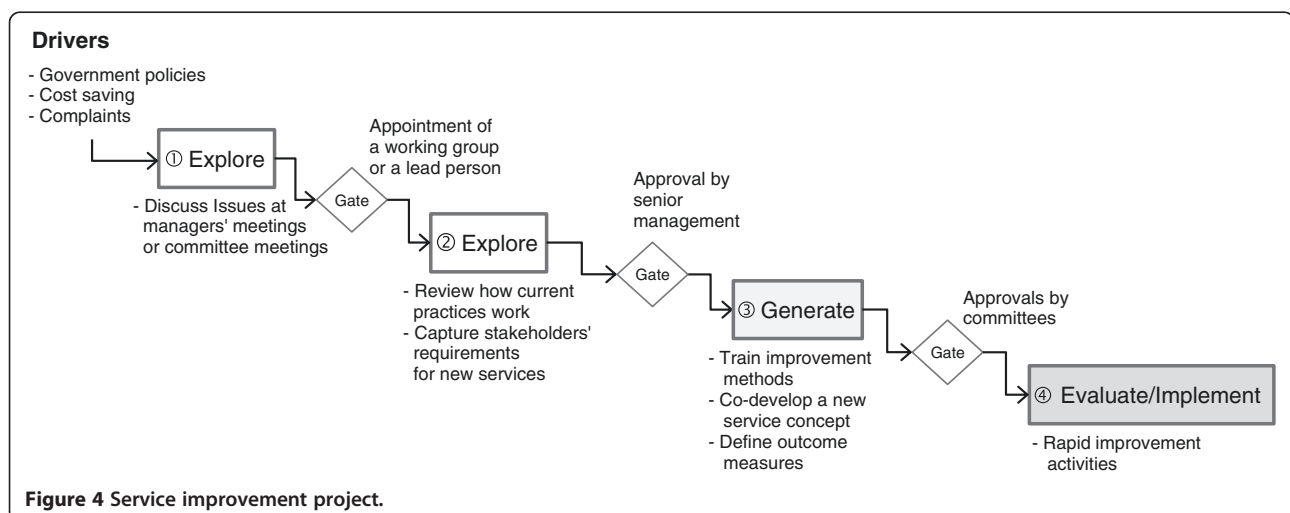 Drivers
- Government policies
- Cost saving
- Complaints
① Explore
- Discuss Issues at
managers' meetings
or committee meetings
Gate
Appointment of
a working group
or a lead person
② Explore
- Review how current
practices work
- Capture stakeholders'
requirements
for new services
Gate
Approval by
senior
management
③ Generate
- Train improvement
methods
- Co-develop a new
service concept
- Define outcome
measures
Gate
Approvals by
committees
④ Evaluate/Implement
- Rapid improvement
activities
Figure 4 Service improvement project.